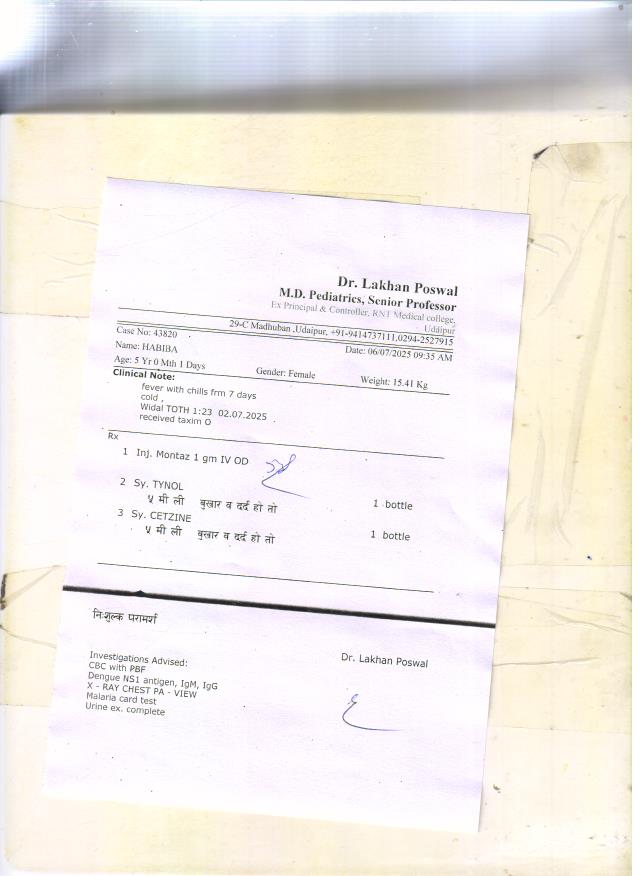 Dr. Lakhan Poswal
M.D. Pediatrics, Senior Professor
Ex Principal & Controller, RNT Medical college,
Udaipur
29-C Madhuban ,Udaipur, +91-9414737111,0294-2527915
Case No: 43820 Date: 06/07/2025 09:35 AM
Name: HABIBA
Age: 5 Yr 0 Mth 1 Days Gender: Female Weight: 15.41 Kg
Clinical Note:
fever with chills frm 7 days
cold ,
Widal TOTH 1:23 02.07.2025
received taxim O
Rx
1 Inj. Montaz 1 gm IV OD
2 Sy. TYNOL
५ मी ली बुखार व दर्द हो तो 1 bottle
3 Sy. CETZINE
५ मी ली बुखार व दर्द हो तो 1 bottle
निःशुल्क परामर्श
Dr. Lakhan Poswal
Investigations Advised:
CBC with PBF
Dengue NS1 antigen, IgM, IgG
X - RAY CHEST PA - VIEW
Malaria card test
Urine ex. complete